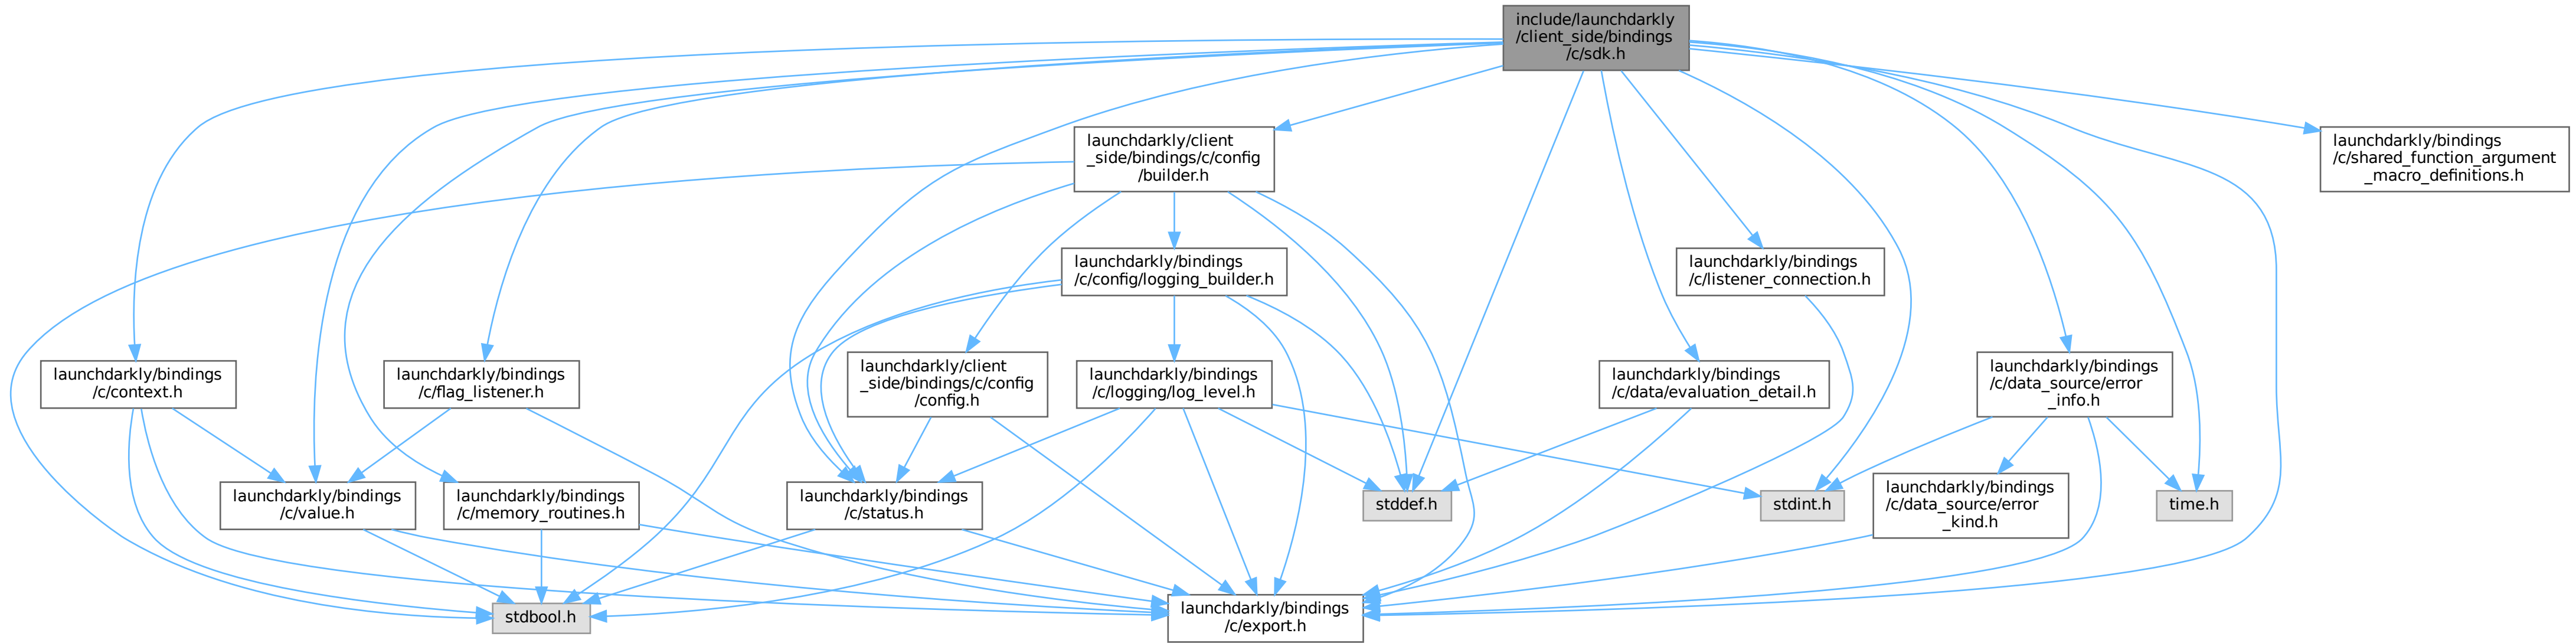 include/launchdarkly
/client_side/bindings
/c/sdk.h
launchdarkly/client
_side/bindings/c/config
/builder.h
launchdarkly/bindings
/c/shared_function_argument
_macro_definitions.h
launchdarkly/bindings
/c/config/logging_builder.h
launchdarkly/bindings
/c/listener_connection.h
launchdarkly/bindings
/c/context.h
launchdarkly/bindings
/c/flag_listener.h
launchdarkly/client
_side/bindings/c/config
/config.h
launchdarkly/bindings
/c/logging/log_level.h
launchdarkly/bindings
/c/data/evaluation_detail.h
launchdarkly/bindings
/c/data_source/error
_info.h
launchdarkly/bindings
/c/value.h
launchdarkly/bindings
/c/memory_routines.h
launchdarkly/bindings
/c/status.h
stddef.h
stdint.h
launchdarkly/bindings
/c/data_source/error
_kind.h
time.h
stdbool.h
launchdarkly/bindings
/c/export.h